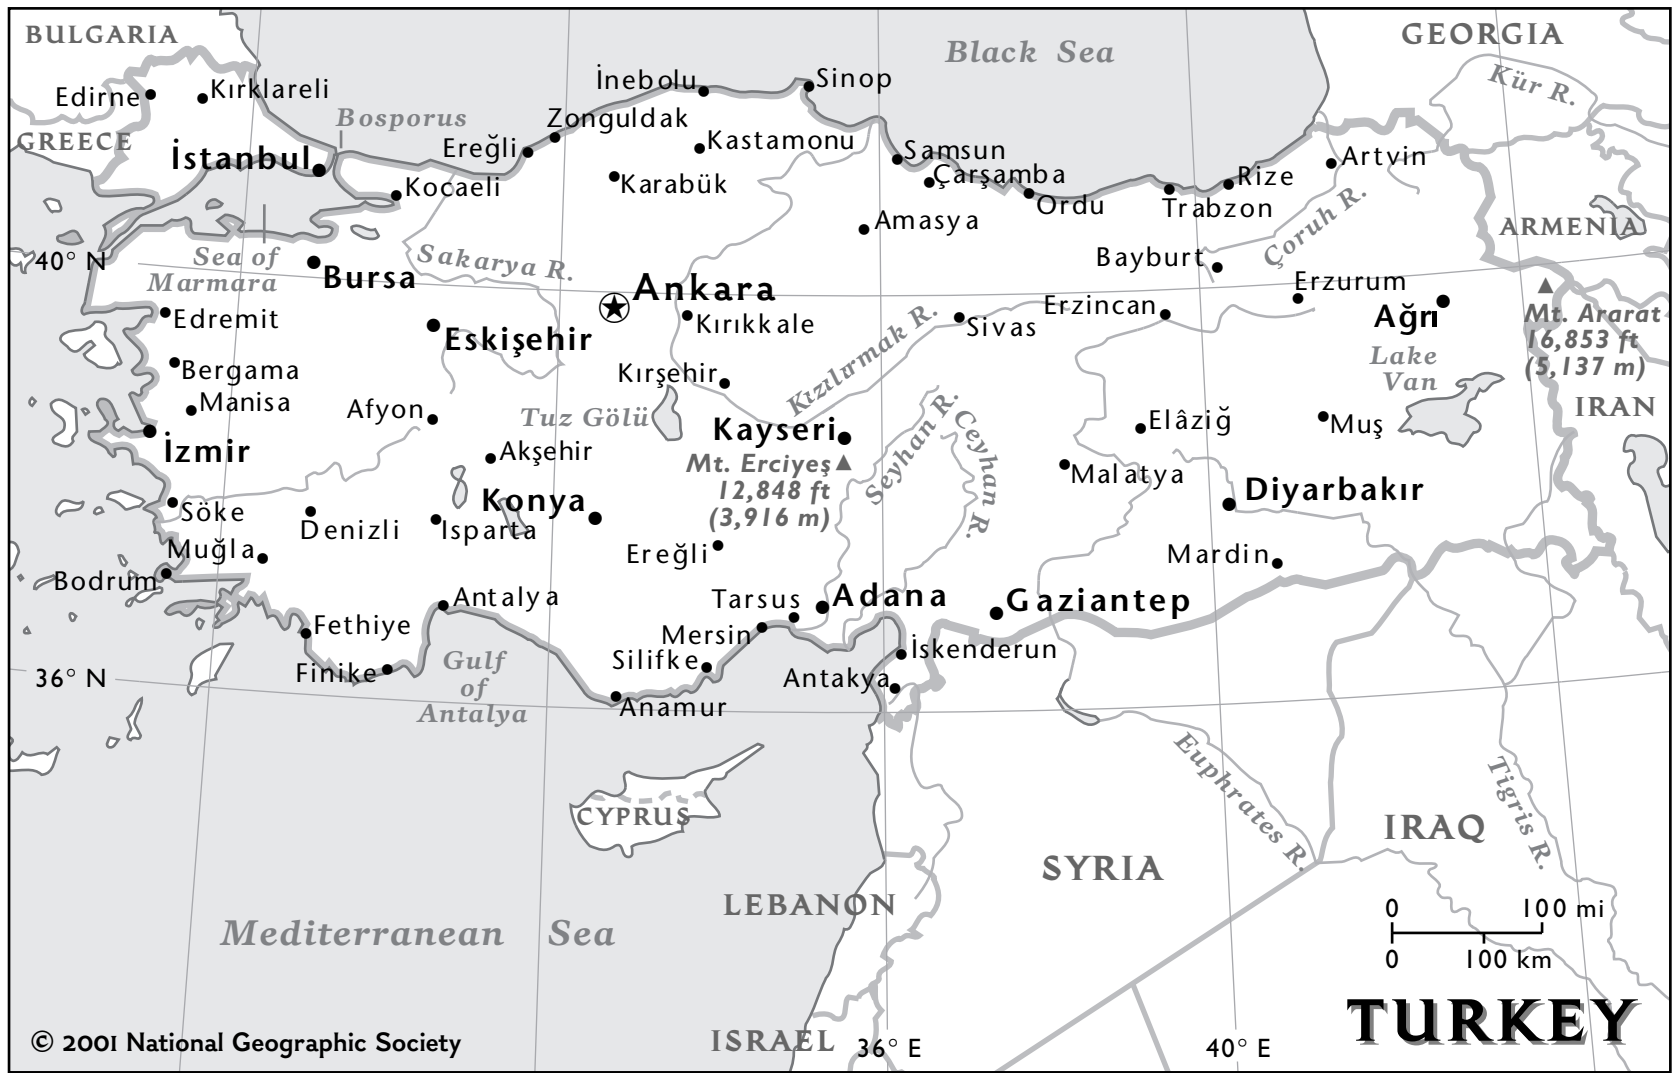 BULGARIA
Black Sea
GEORGIA
Kür R.
Edirne
Kırklareli
İnebolu
Sinop
Bosporus
Zonguldak
GREECE
Ereğli
Kastamonu
İstanbul
Samsun
Artvin
Kocaeli
Karabük
Çarşamba
Rize
Ordu
Trabzon
Amasya
Çoruh R.
ARMENIA
40° N
Sea of
Marmara
Bursa
Sakarya R.
Bayburt
Ankara
Erzurum
Erzincan
Edremit
Kırıkkale
Sivas
Ağrı
Mt. Ararat
16,853 ft
(5,137 m)
Eskişehir
Kızılırmak R.
Lake
Van
Bergama
Kırşehir
Manisa
Afyon
Tuz Gölü
Seyhan R.
Ceyhan R.
Elâziğ
Muş
IRAN
İzmir
Akşehir
Kayseri
Mt. Erciyeş
12,848 ft
(3,916 m)
Malatya
Konya
Diyarbakır
Söke
Denizli
Isparta
Muğla
Ereğli
Mardin
Bodrum
Antalya
Tarsus
Adana
Gaziantep
Fethiye
Mersin
İskenderun
Finike
Gulf
of
Antalya
Silifke
Antakya
36° N
Anamur
Euphrates R.
Tigris R.
CYPRUS
IRAQ
SYRIA
LEBANON
Mediterranean Sea
0 100 mi
0 100 km
TURKEY
© 2001 National Geographic Society
ISRAEL
36° E
40° E